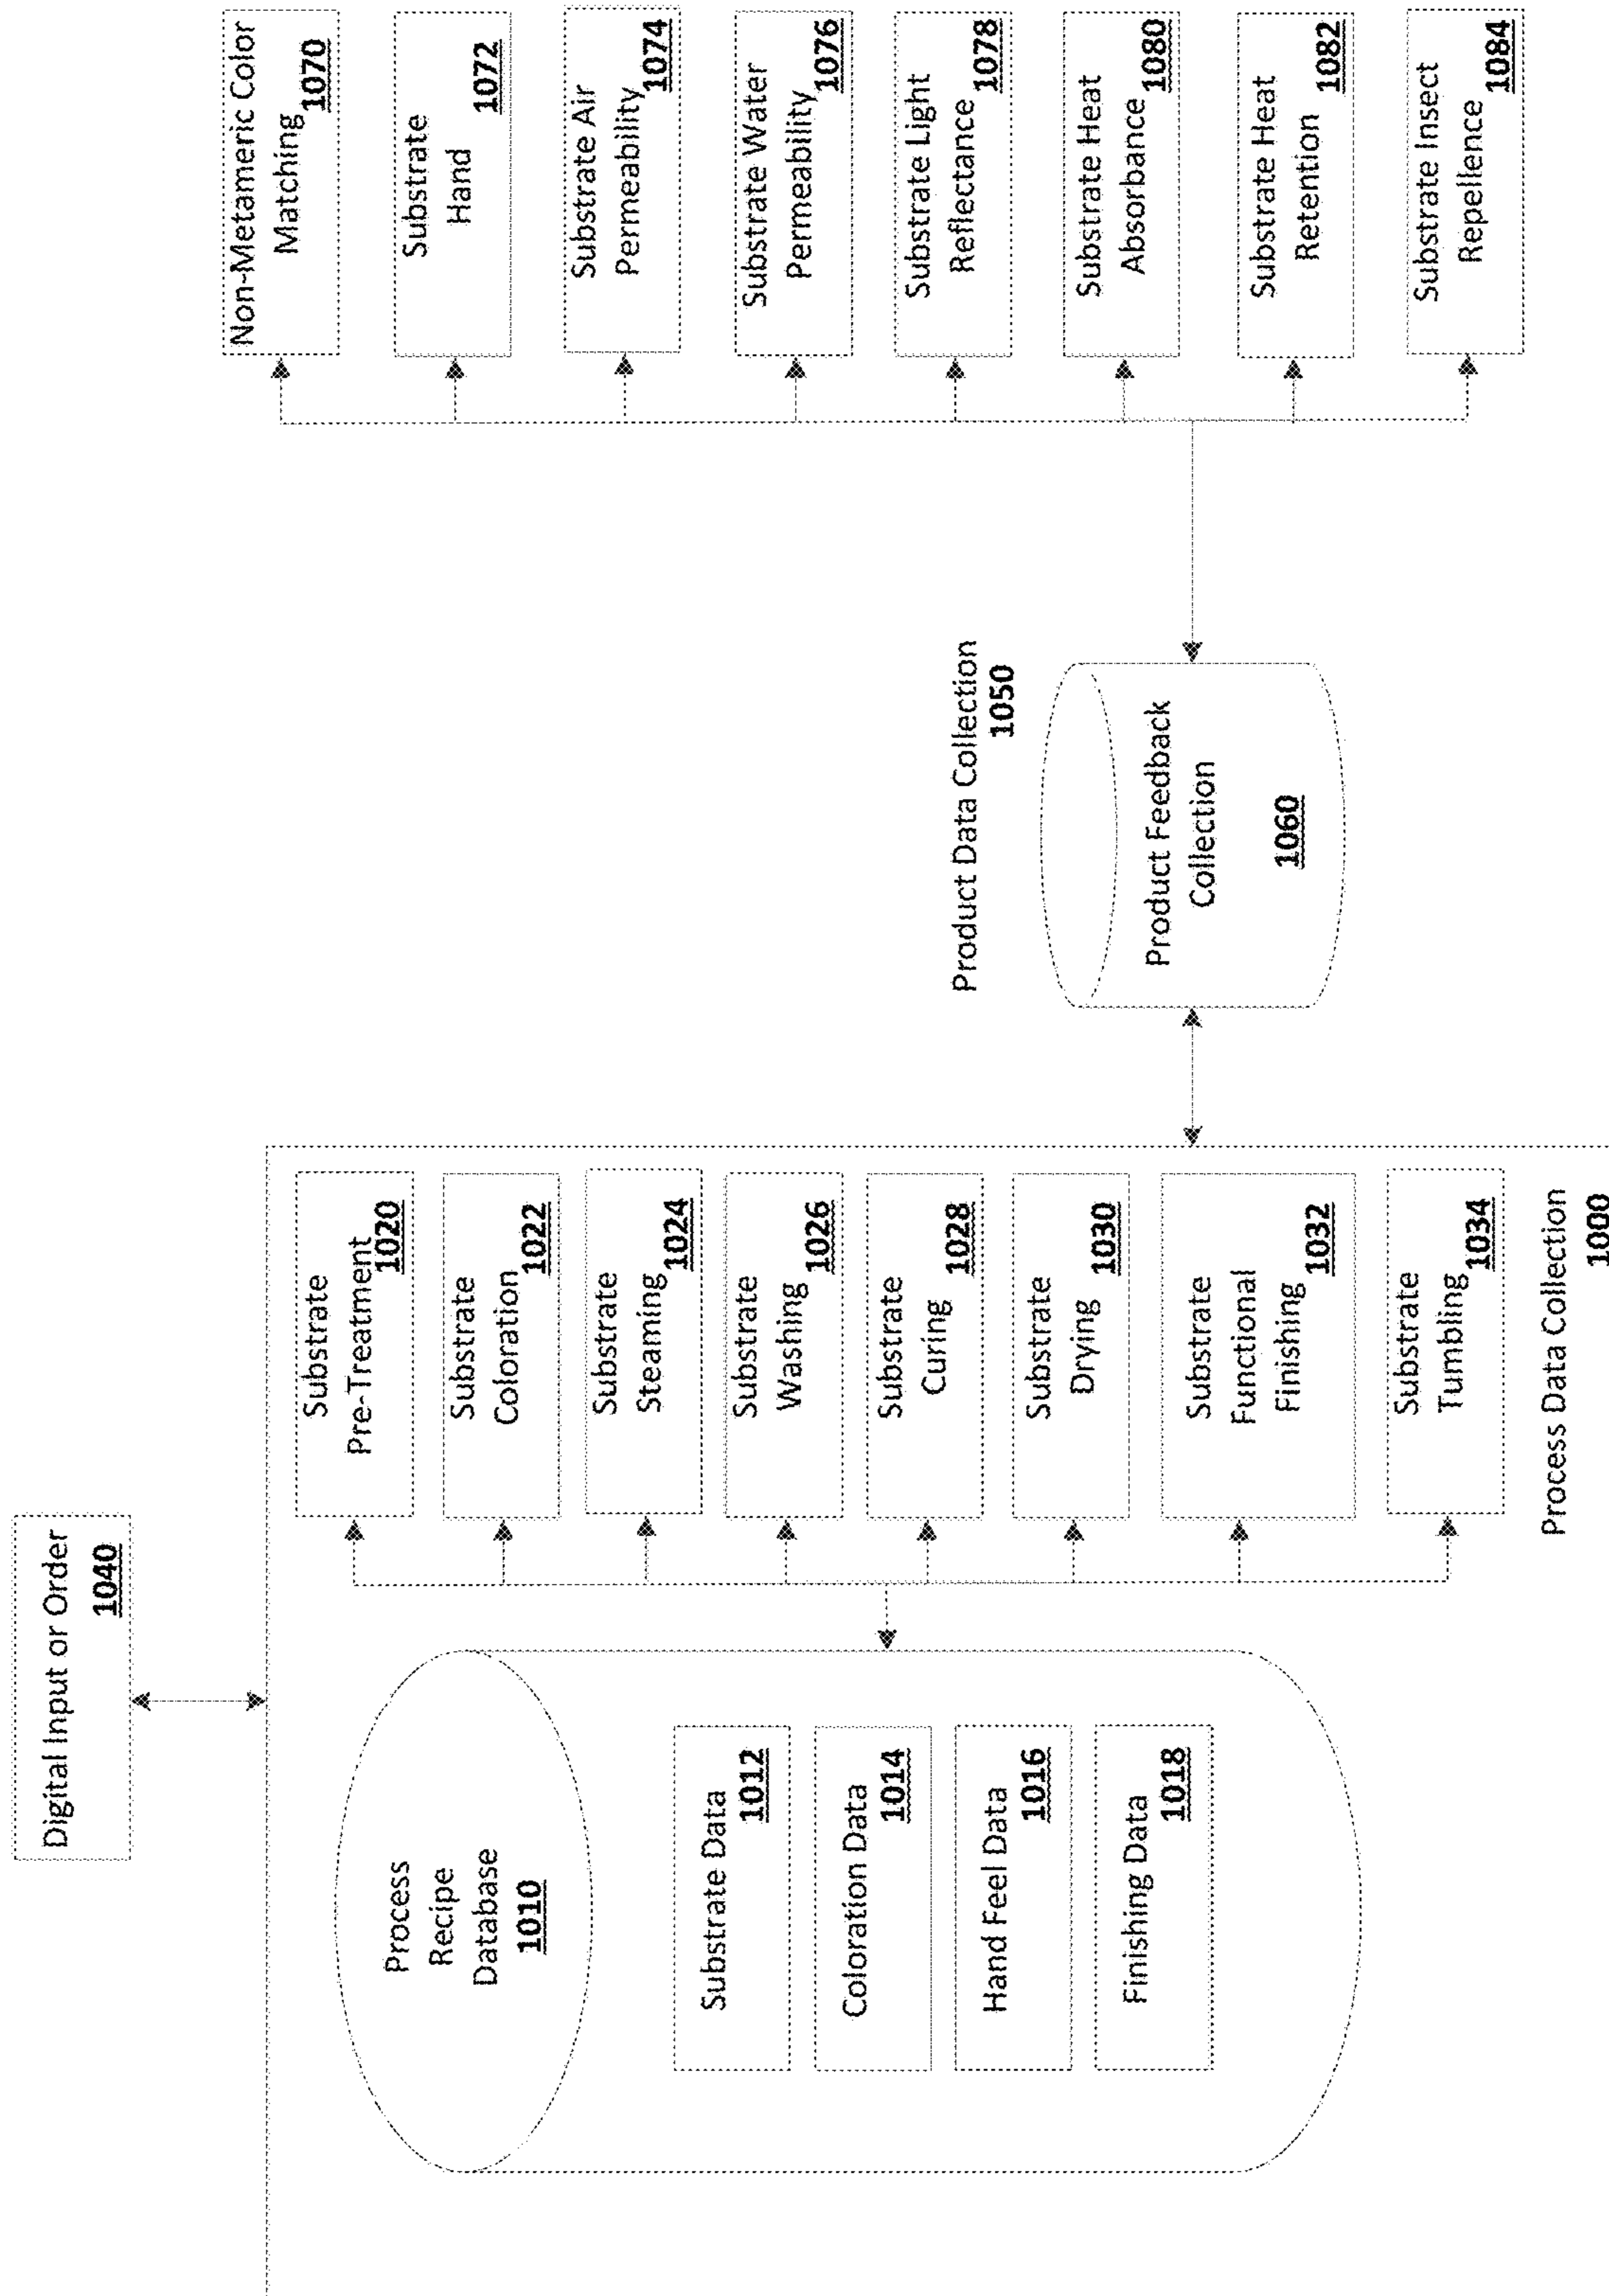 Digital Input or Order
1040
Process
Recipe
Database
1010
Substrate Data
1012
Coloration Data
1014
Hand Feel Data
1016
Finishing Data
1018
Substrate
Pre-Treatment
1020
Substrate
Coloration
1022
Substrate
Steaming
1024
Substrate
Washing
1026
Substrate
Curing
1028
Substrate
Drying
1030
Substrate
Functional
Finishing
1032
Substrate
Tumbling
1034
Process Data Collection
1000
Product Data Collection
1050
Product Feedback
Collection
1060
Non-Metameric Color
Matching
1070
Substrate
Hand
1072
Substrate Air
Permeability
1074
Substrate Water
Permeability
1076
Substrate Light
Reflectance
1078
Substrate Heat
Absorbance
1080
Substrate Heat
Retention
1082
Substrate Insect
Repellence
1084